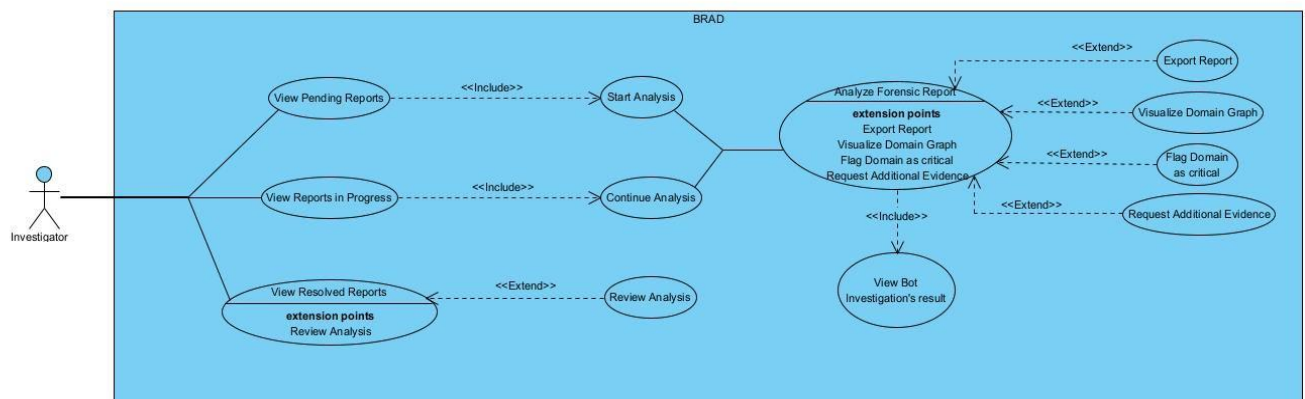 BRAD
<<Extend>>
Export Report
View Pending Reports
<<Include>>
Start Analysis
Analyze Forensic Report
extension points
Export Report
Visualize Domain Graph
Flag Domain as critical
Request Additional Evidence
<<Extend>>
Visualize Domain Graph
<<Extend>>
Flag Domain
as critical
View Reports in Progress
<<Include>>
Continue Analysis
<<Extend>>
Request Additional Evidence
<<Include>>
Investigator
View Resolved Reports
extension points
Review Analysis
<<Extend>>
Review Analysis
View Bot
Investigation's result